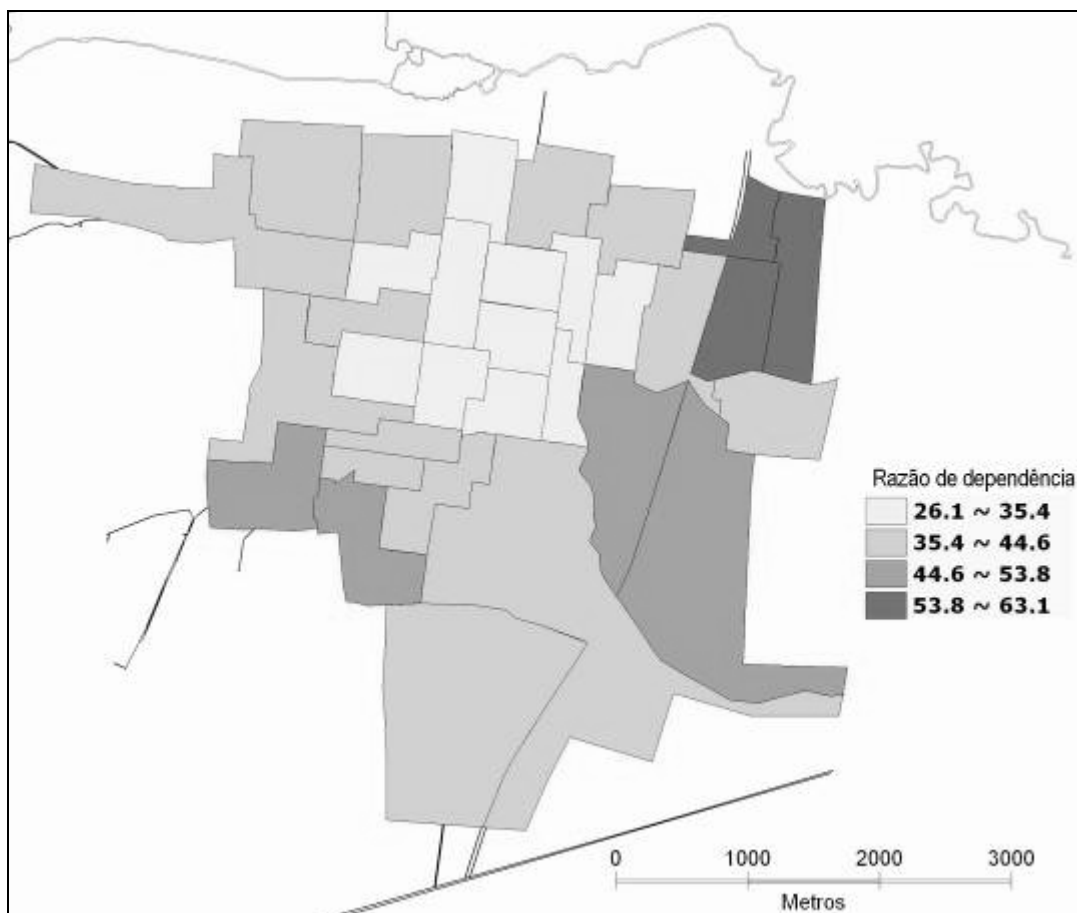 Razão de dependência
26.1 ~ 35.4
35.4 ~ 44.6
44.6 ~ 53.8
53.8 ~ 63.1
0 1000 2000 3000
Metros